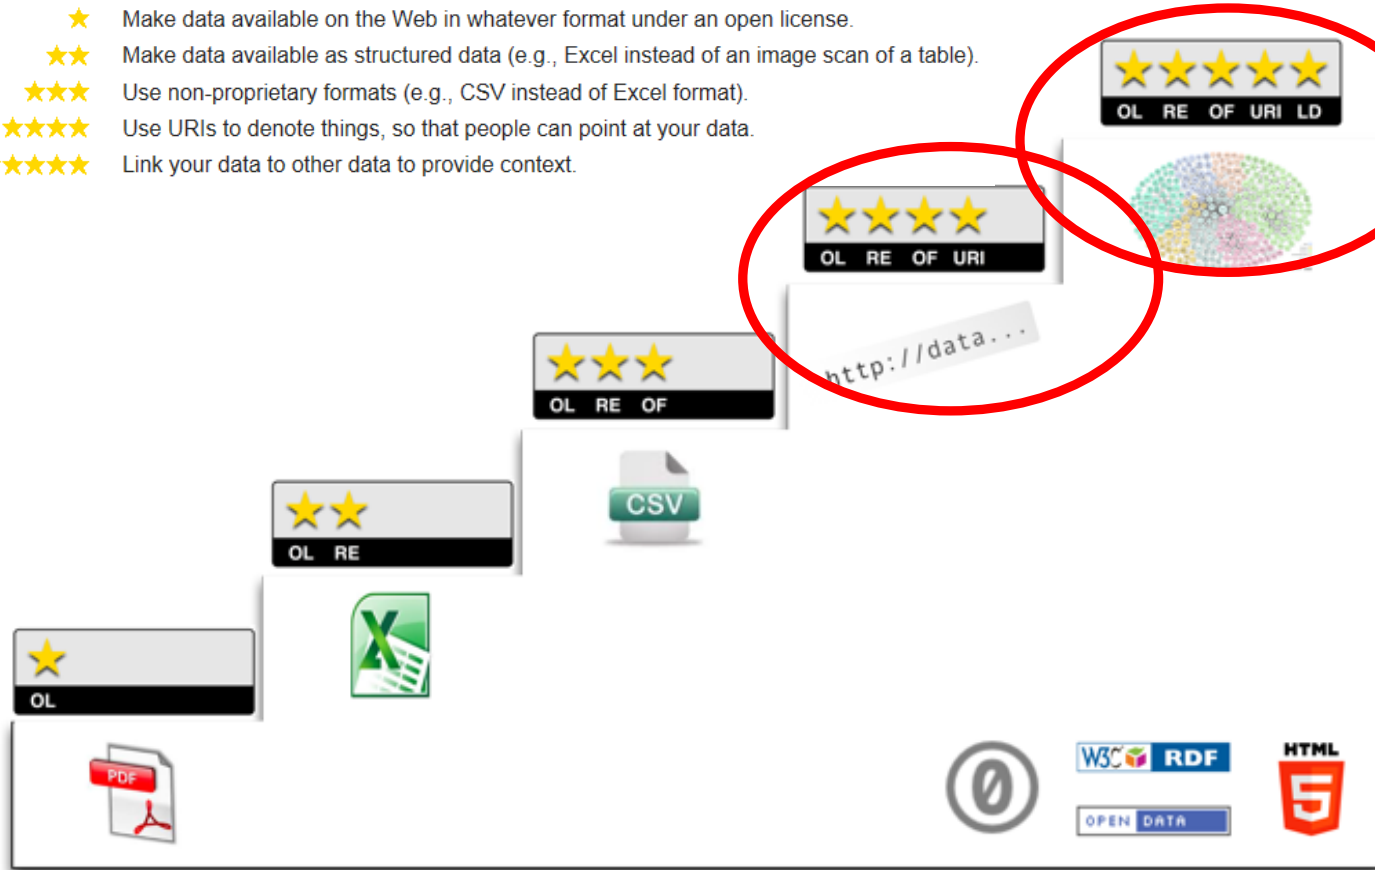 Make data available on the Web in whatever format under an open license.
Make data available as structured data (e.g., Excel instead of an image scan of a table).
Use non-proprietary formats (e.g., CSV instead of Excel format).
Use URIs to denote things, so that people can point at your data.
Link your data to other data to provide context.
OL RE OF URI LD
OL RE OF URI
http://data...
OL RE OF
CSV
OL RE
X
OL
PDF
0
W3C RDF
OPEN DATA
HTML
5